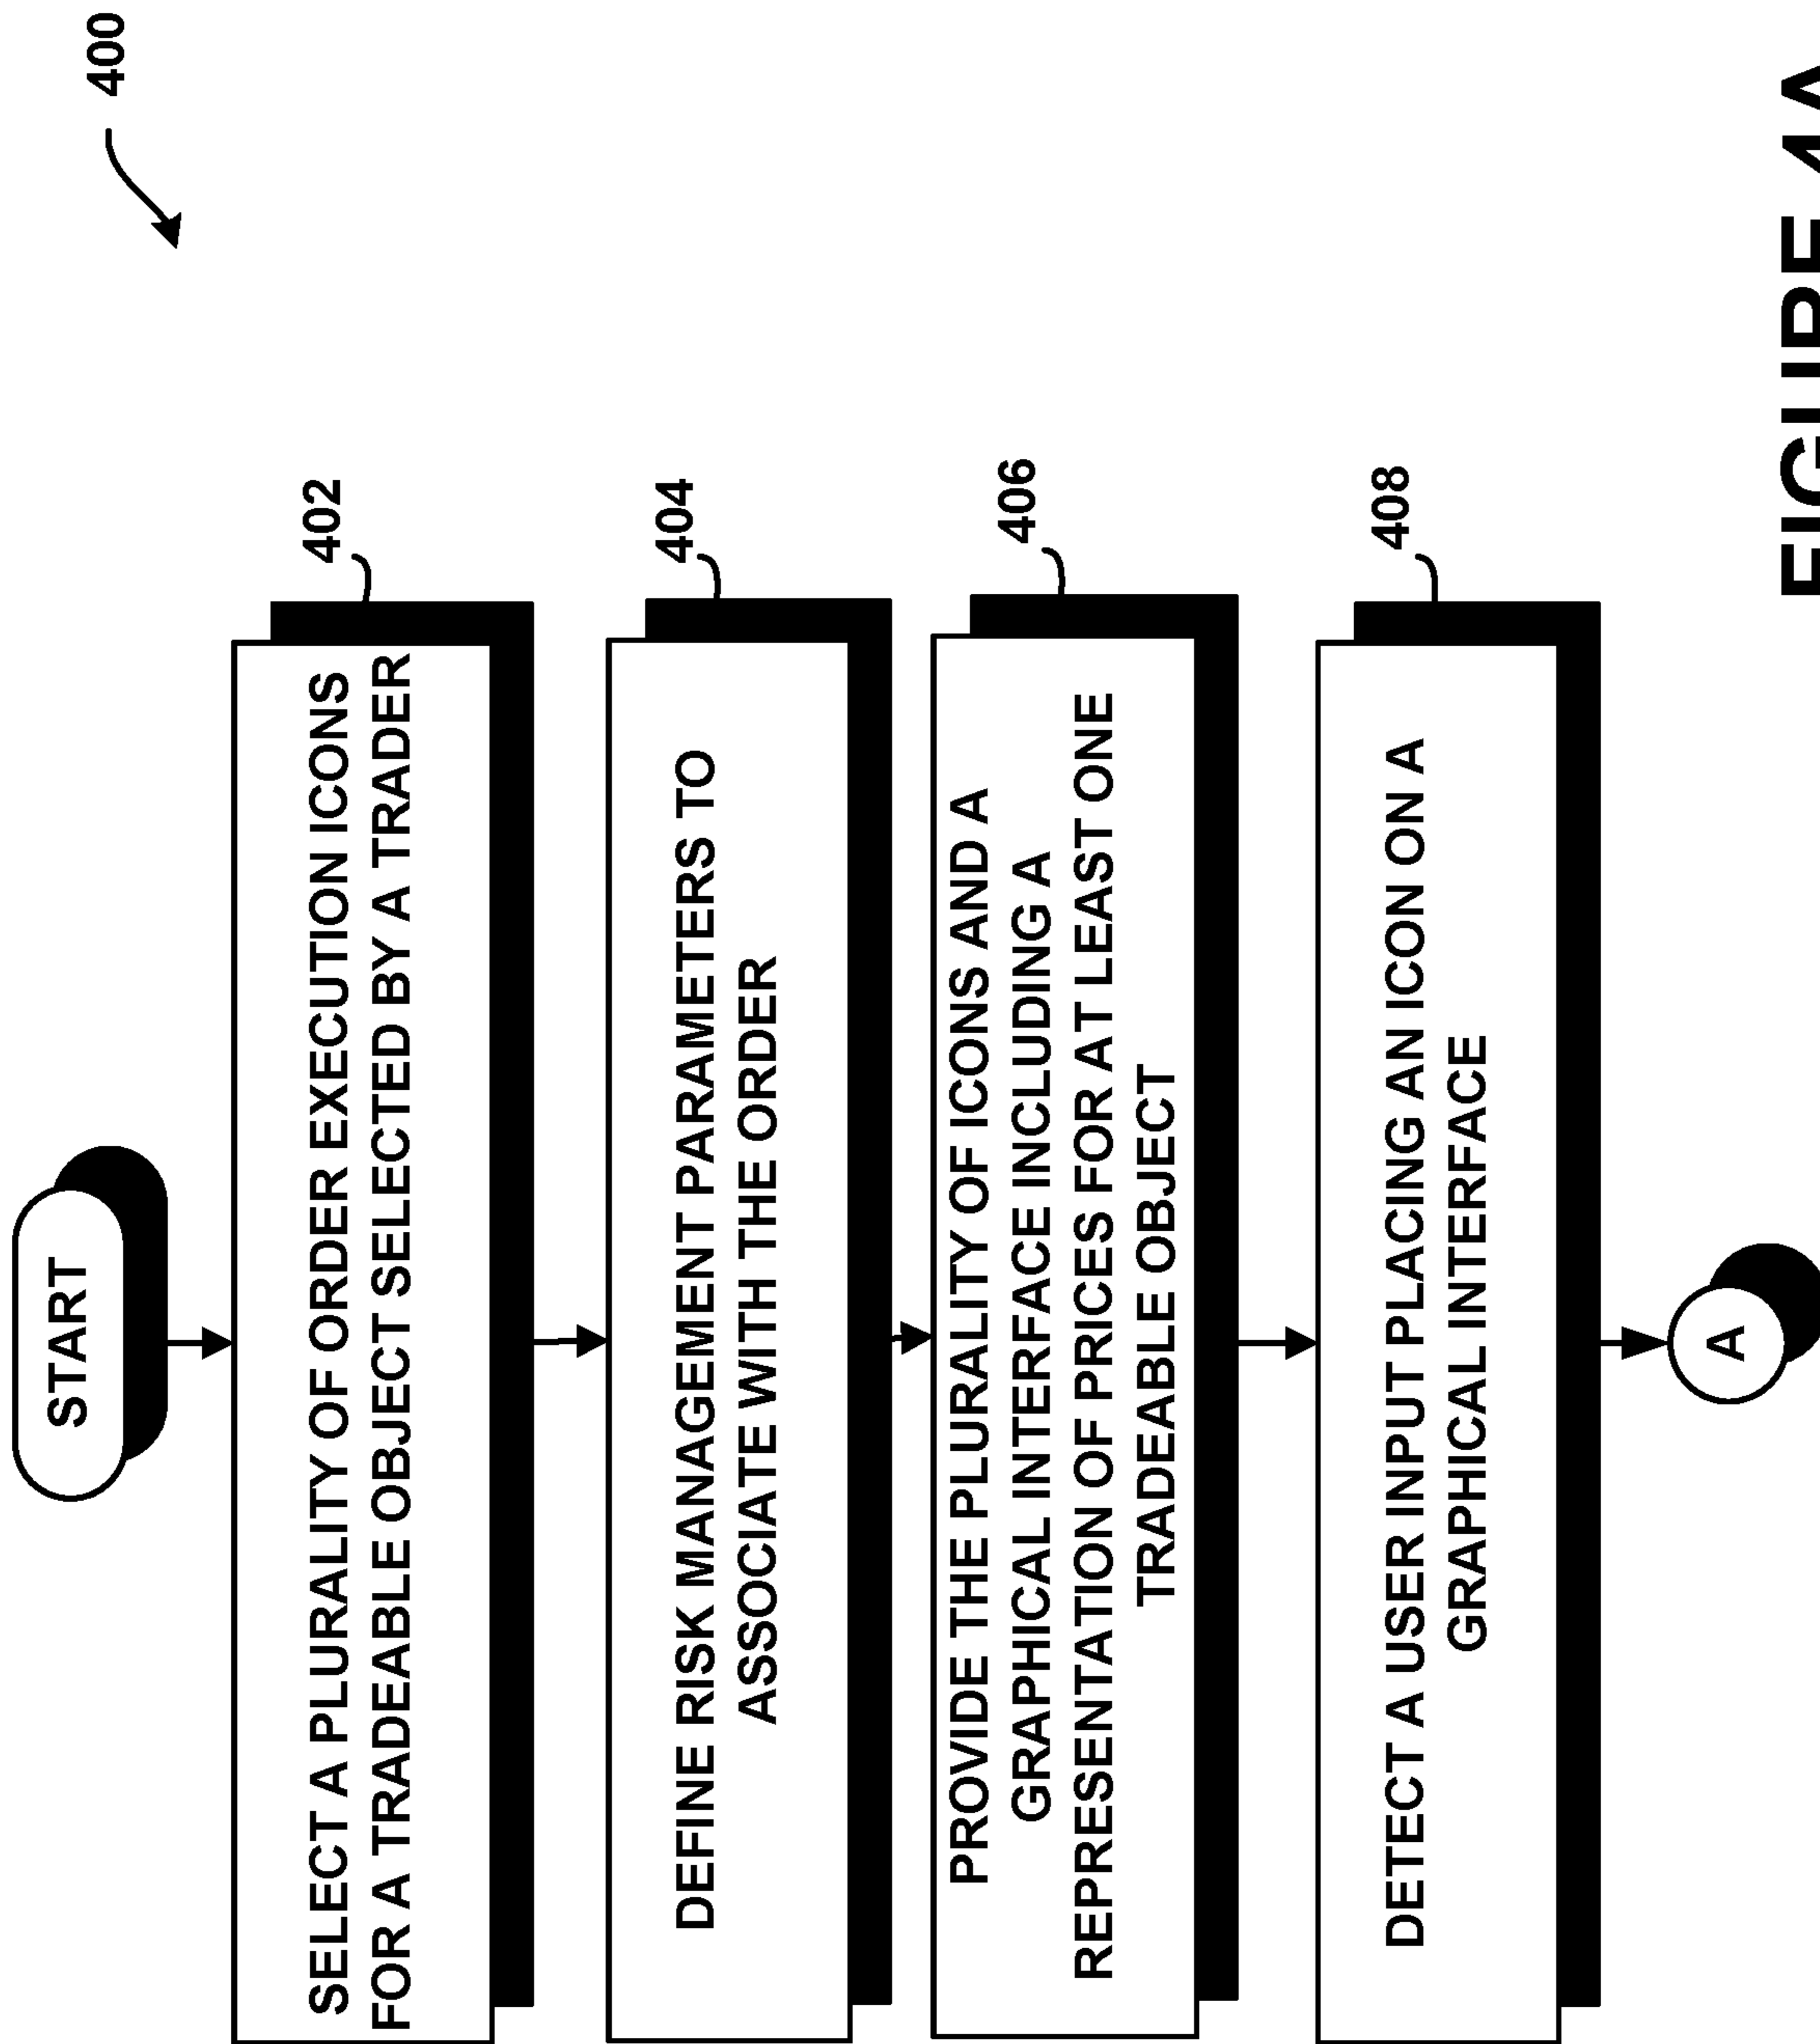 400
START
SELECT A PLURALITY OF ORDER EXECUTION ICONS
FOR A TRADEABLE OBJECT SELECTED BY A TRADER
402
DEFINE RISK MANAGEMENT PARAMETERS TO
ASSOCIATE WITH THE ORDER
404
PROVIDE THE PLURALITY OF ICONS AND A
GRAPHICAL INTERFACE INCLUDING A
REPRESENTATION OF PRICES FOR AT LEAST ONE
TRADEABLE OBJECT
406
DETECT A USER INPUT PLACING AN ICON ON A
GRAPHICAL INTERFACE
408
A
FIGURE 4A